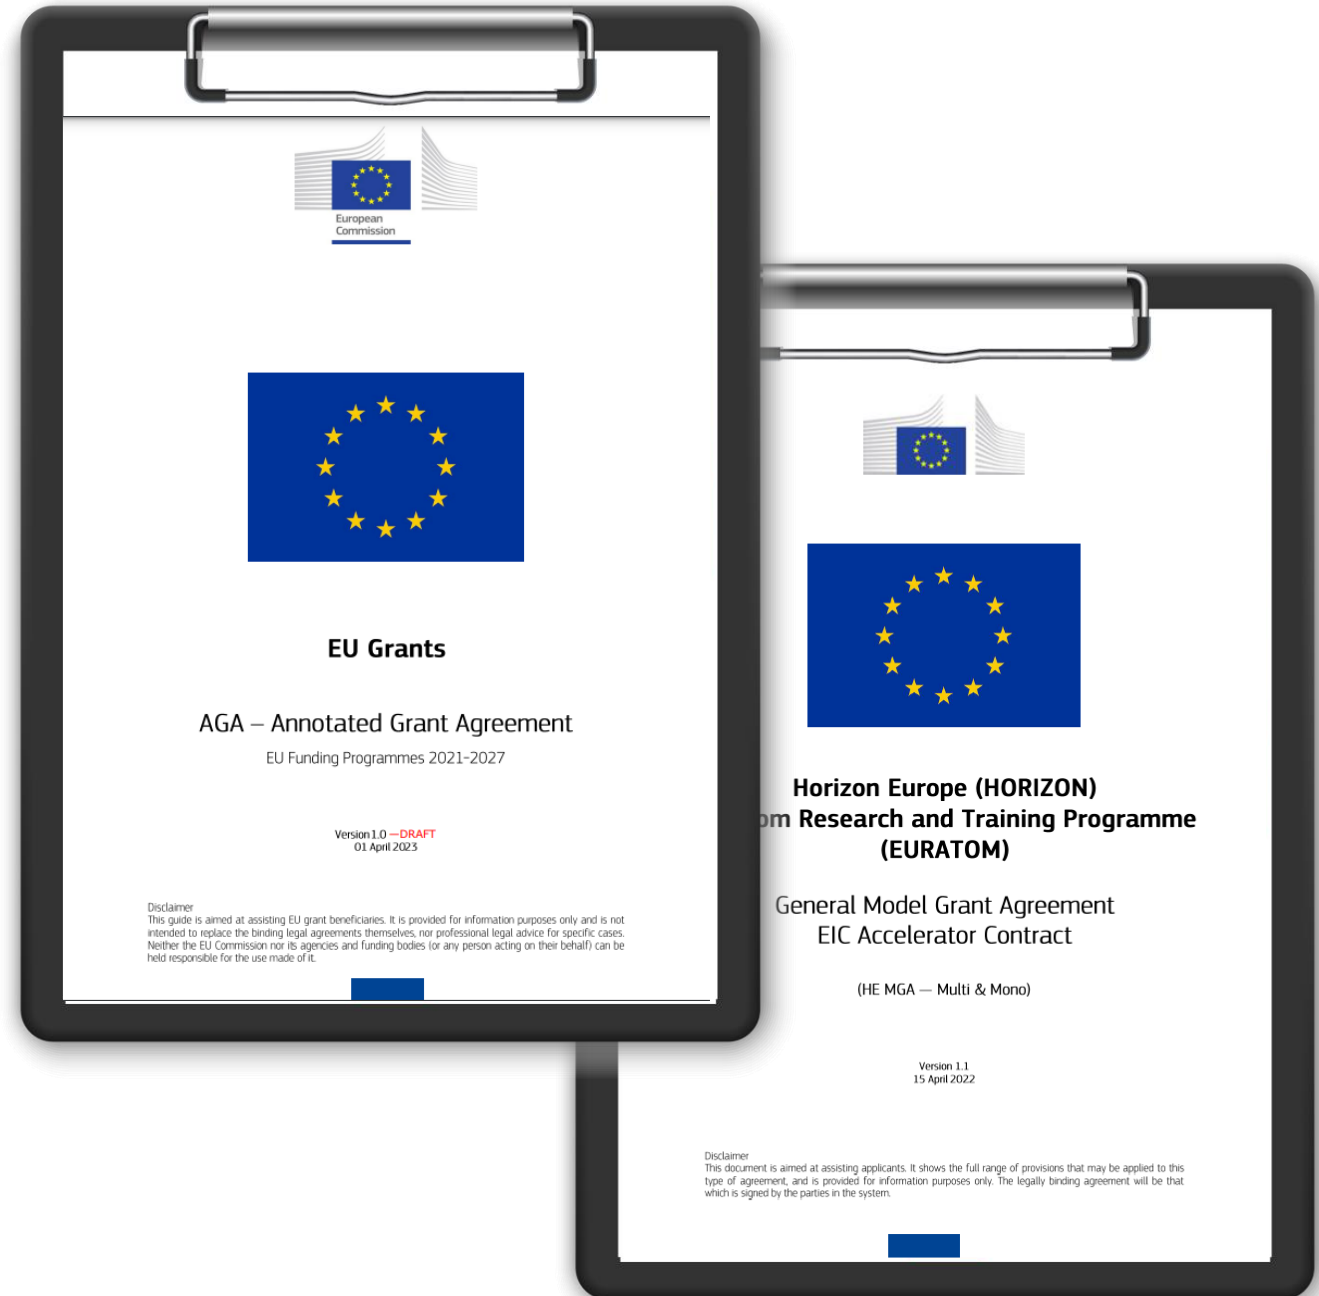 European
Commission
EU Grants
AGA – Annotated Grant Agreement
EU Funding Programmes 2021-2027
Version 1.0 —DRAFT
01 April 2023
Disclaimer
This guide is aimed at assisting EU grant beneficiaries. It is provided for information purposes only and is not
intended to replace the binding legal agreements themselves, nor professional legal advice for specific cases.
Neither the EU Commission nor its agencies and funding bodies (or any person acting on their behalf) can be
held responsible for the use made of it.
Horizon Europe (HORIZON)
om Research and Training Programme
(EURATOM)
General Model Grant Agreement
EIC Accelerator Contract
(HE MGA — Multi & Mono)
Version 1.1
15 April 2022
Disclaimer
This document is aimed at assisting applicants. It shows the full range of provisions that may be applied to this
type of agreement, and is provided for information purposes only. The legally binding agreement will be that
which is signed by the parties in the system.